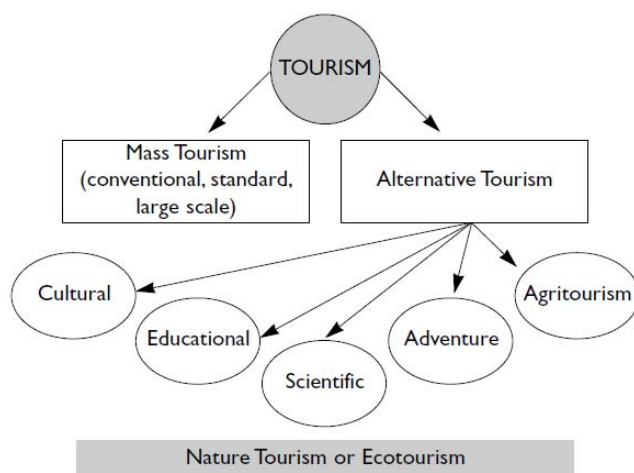 TOURISM
Mass Tourism
(conventional, standard,
large scale)
Alternative Tourism
Cultural
Educational
Scientific
Adventure
Agritourism
Nature Tourism or Ecotourism